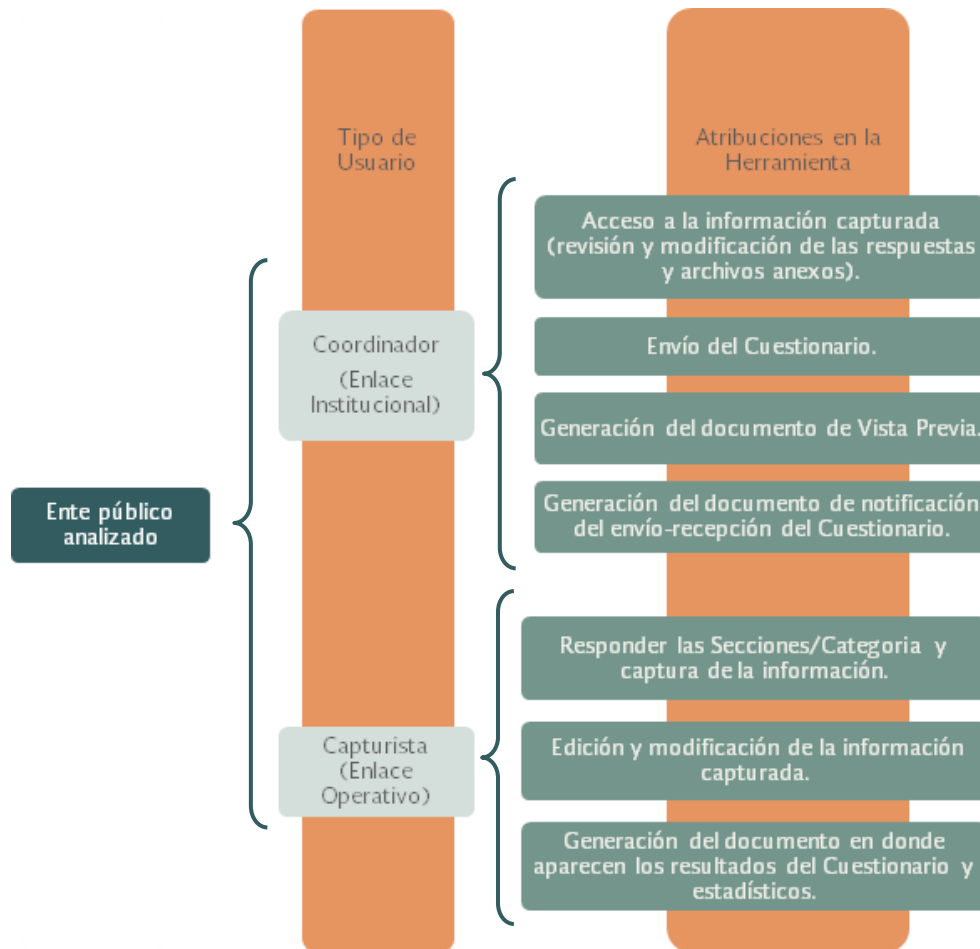 Tipo de
Usuario
Atribuciones en la
Herramienta
Ente público
analizado
Coordinador
(Enlace
Institucional)
Acceso a la información capturada
(revisión y modificación de las respuestas
y archivos anexos).
Envío del Cuestionario.
Generación del documento de Vista Previa.
Generación del documento de notificación
del envío-recepción del Cuestionario.
Capturista
(Enlace
Operativo)
Responder las Secciones/Categoria y
captura de la información.
Edición y modificación de la información
capturada.
Generación del documento en donde
aparecen los resultados del Cuestionario y
estadísticos.